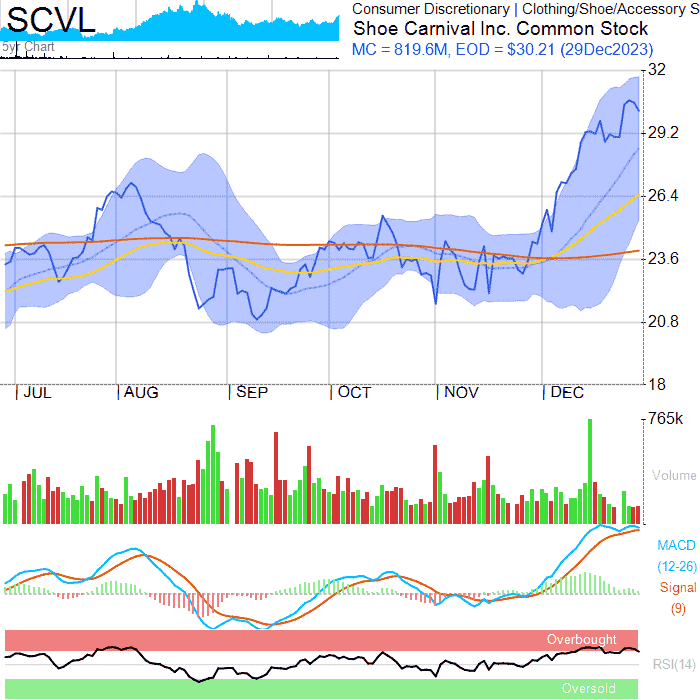 SCVL
5yr Chart
Consumer Discretionary | Clothing/Shoe/Accessory S
Shoe Carnival Inc. Common Stock
MC = 819.6M, EOD = $30.21 (29Dec2023)
32
29.2
26.4
23.6
20.8
18
| JUL | AUG | SEP | OCT | NOV | DEC
765k
Volume
MACD
(12-26)
Signal
(9)
Overbought
RSI(14)
Oversold